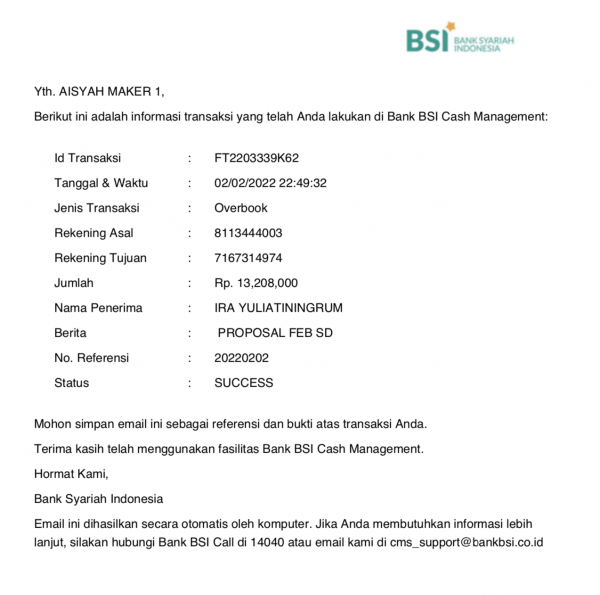 BSI BANK SYARIAH
INDONESIA
Yth. AISYAH MAKER 1,
Berikut ini adalah informasi transaksi yang telah Anda lakukan di Bank BSI Cash Management:
Id Transaksi : FT2203339K62
Tanggal & Waktu : 02/02/2022 22:49:32
Jenis Transaksi : Overbook
Rekening Asal : 8113444003
Rekening Tujuan : 7167314974
Jumlah : Rp. 13,208,000
Nama Penerima : IRA YULIATININGRUM
Berita : PROPOSAL FEB SD
No. Referensi : 20220202
Status : SUCCESS
Mohon simpan email ini sebagai referensi dan bukti atas transaksi Anda.
Terima kasih telah menggunakan fasilitas Bank BSI Cash Management.
Hormat Kami,
Bank Syariah Indonesia
Email ini dihasilkan secara otomatis oleh komputer. Jika Anda membutuhkan informasi lebih
lanjut, silakan hubungi Bank BSI Call di 14040 atau email kami di cms_support@bankbsi.co.id